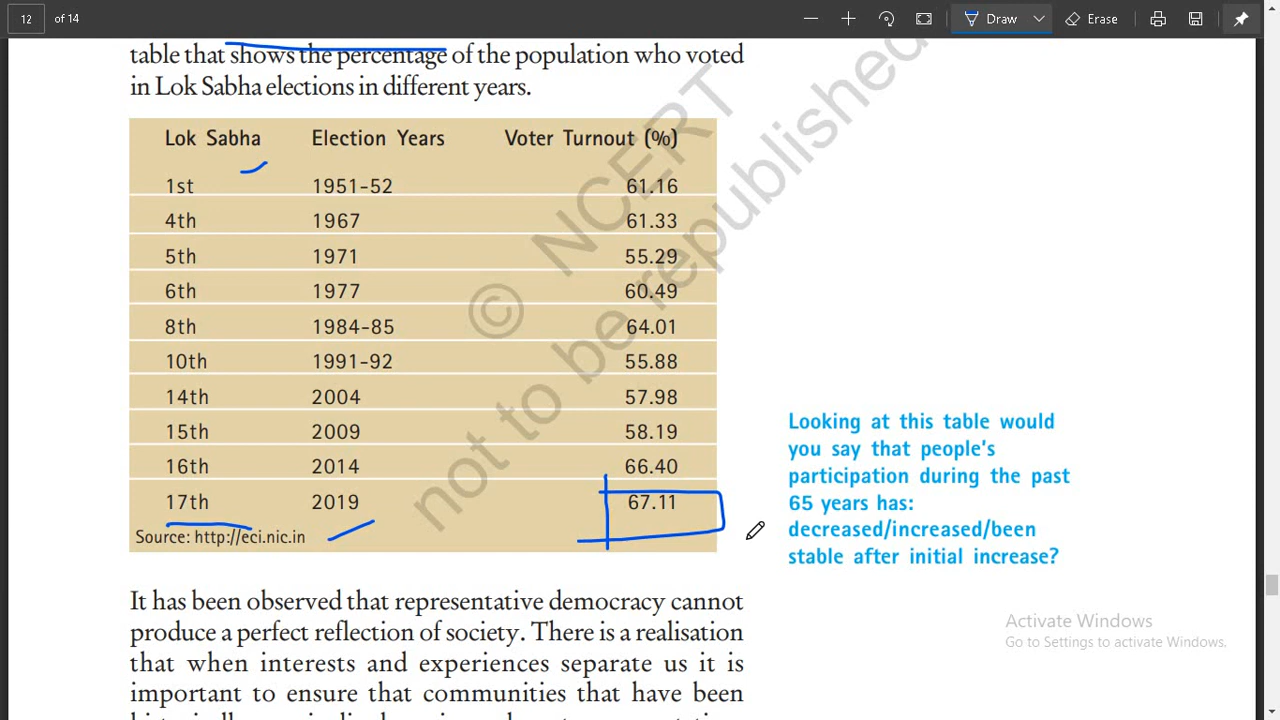 12 of 14
Draw
Erase
table that shows the percentage of the population who voted
in Lok Sabha elections in different years.
Lok Sabha Election Years Voter Turnout (%)
1st 1951-52 61.16
4th 1967 61.33
5th 1971 55.29
6th 1977 60.49
8th 1984-85 64.01
10th 1991-92 55.88
14th 2004 57.98
15th 2009 58.19
16th 2014 66.40
17th 2019 67.11
Source: http://eci.nic.in
© NCERT
not to be republished
Looking at this table would
you say that people's
participation during the past
65 years has:
decreased/increased/been
stable after initial increase?
It has been observed that representative democracy cannot
produce a perfect reflection of society. There is a realisation
that when interests and experiences separate us it is
important to ensure that communities that have been
Activate Windows
Go to Settings to activate Windows.